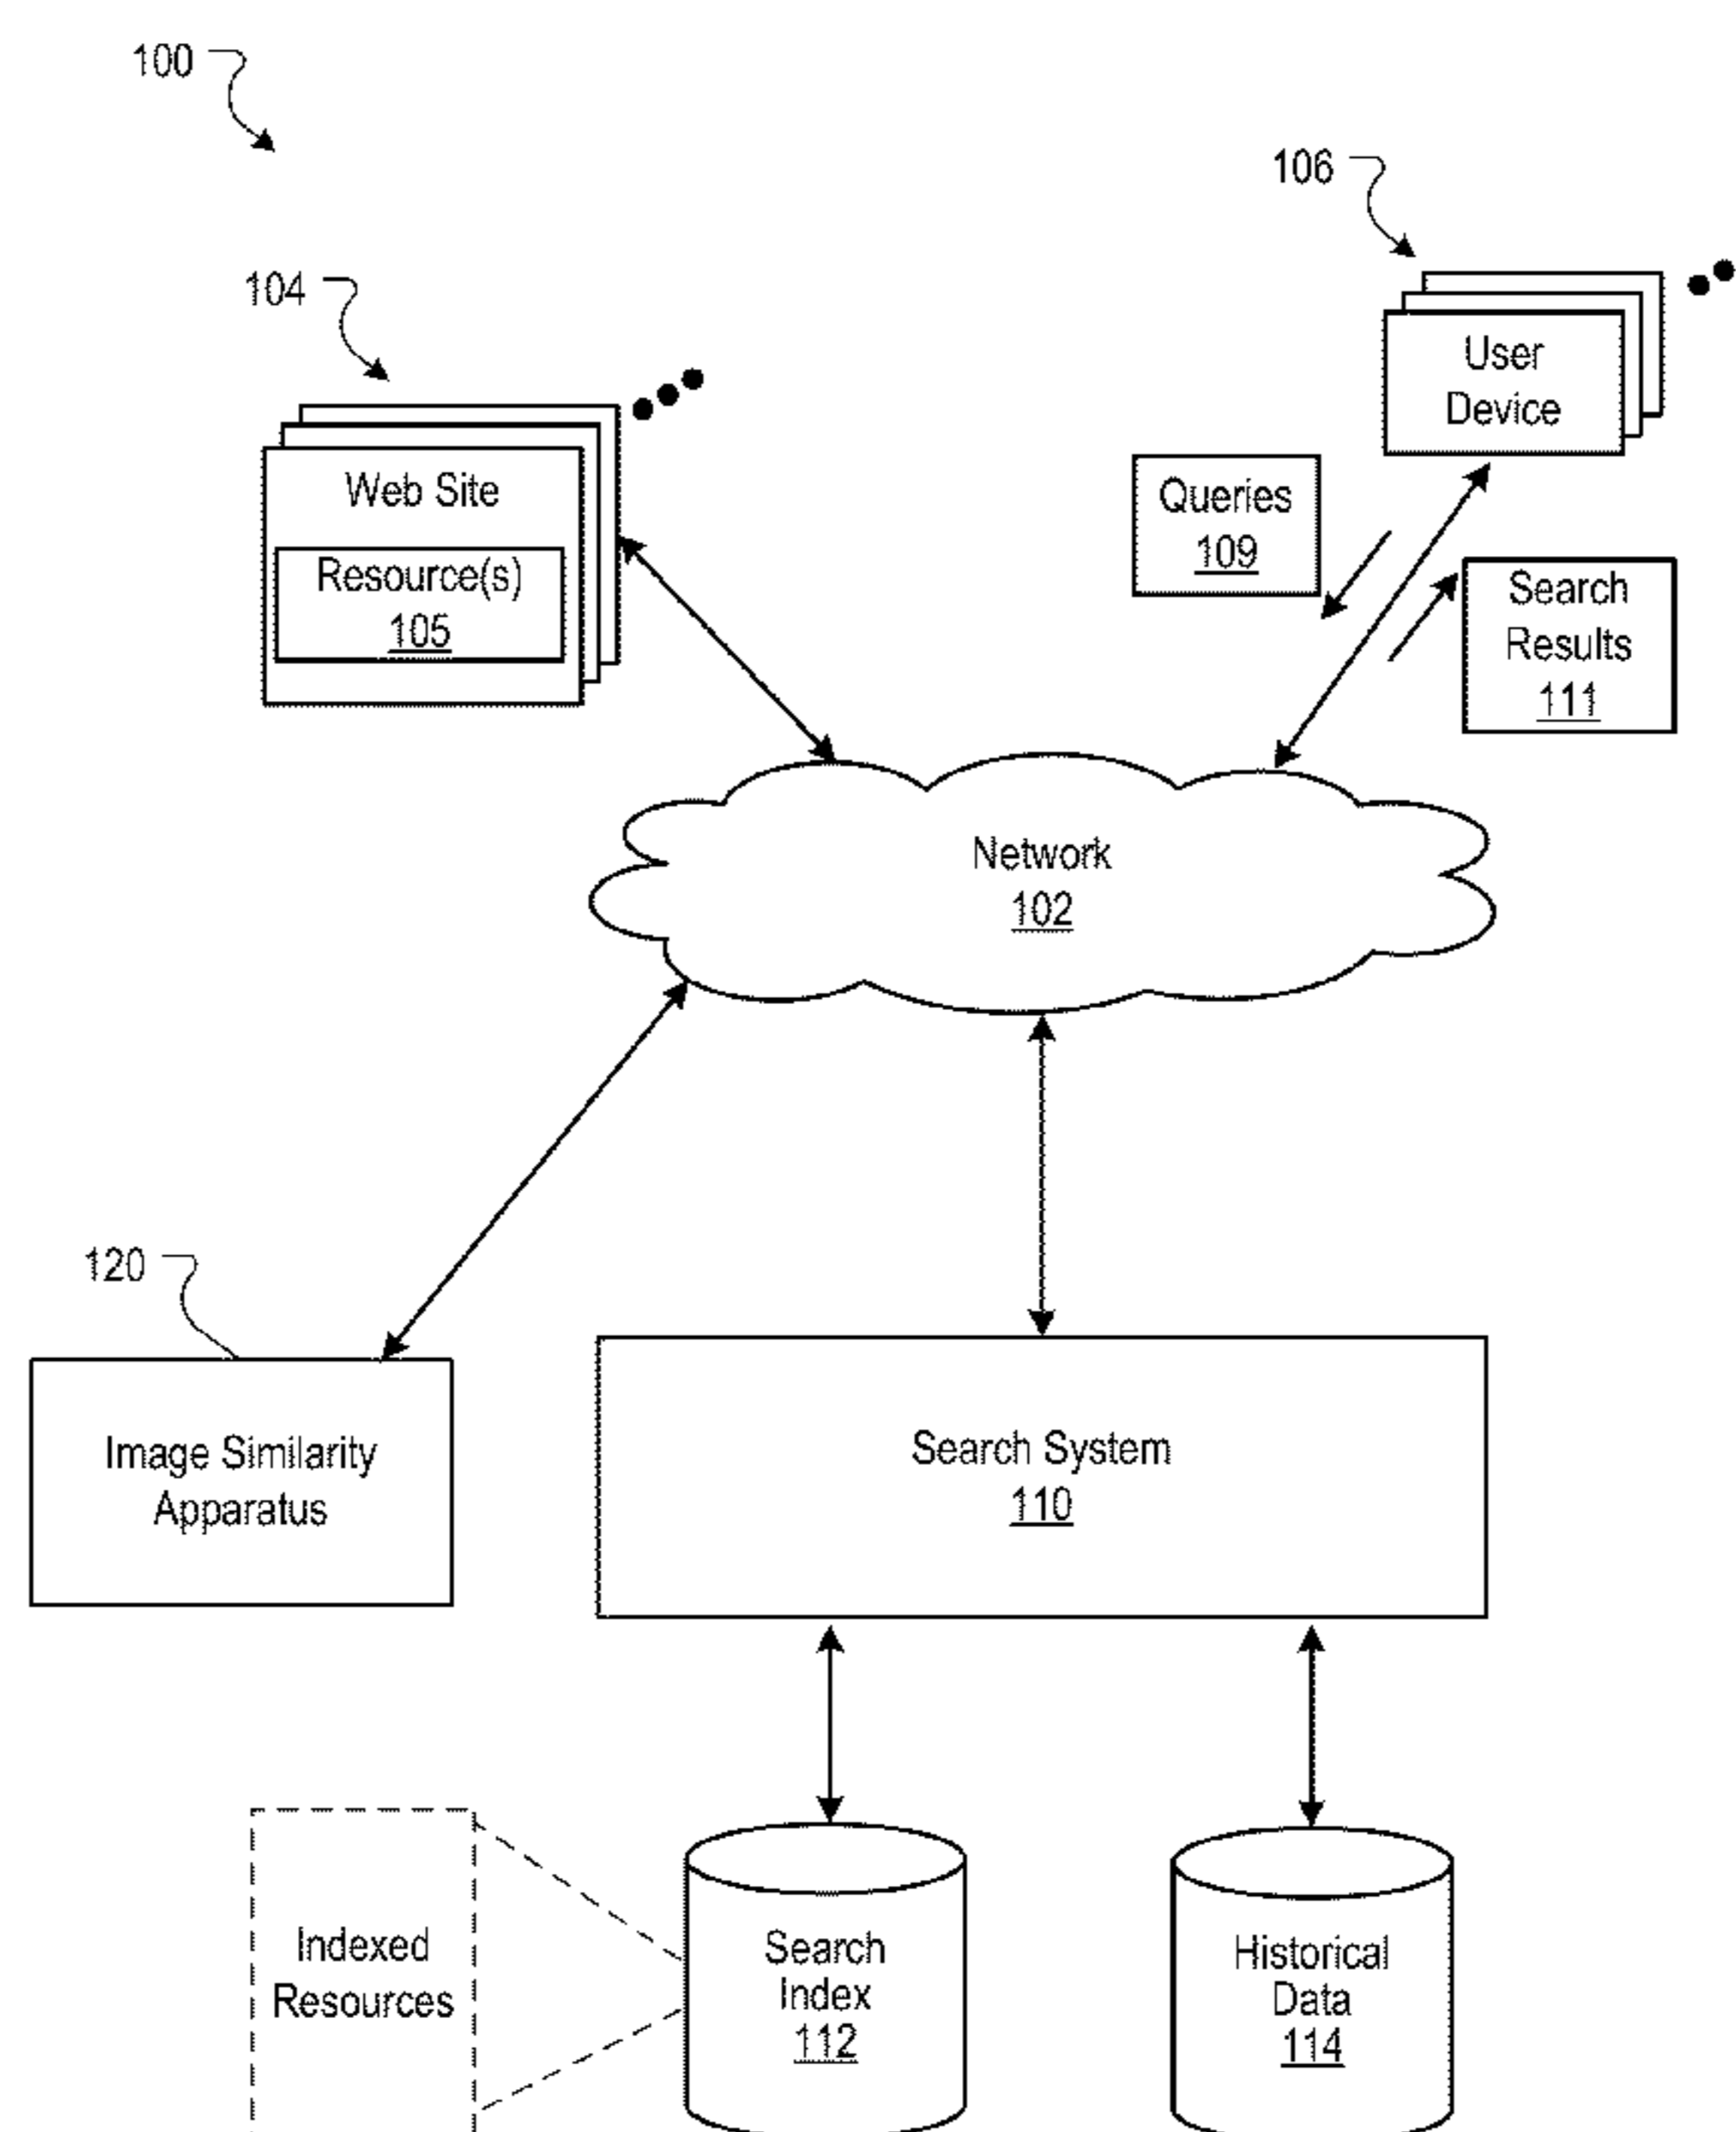 100
106
104
User
Device
Web Site
Queries
109
Resource(s)
105
Search
Results
111
Network
102
120
Image Similarity
Apparatus
Search System
110
Indexed
Resources
Search
Index
112
Historical
Data
114